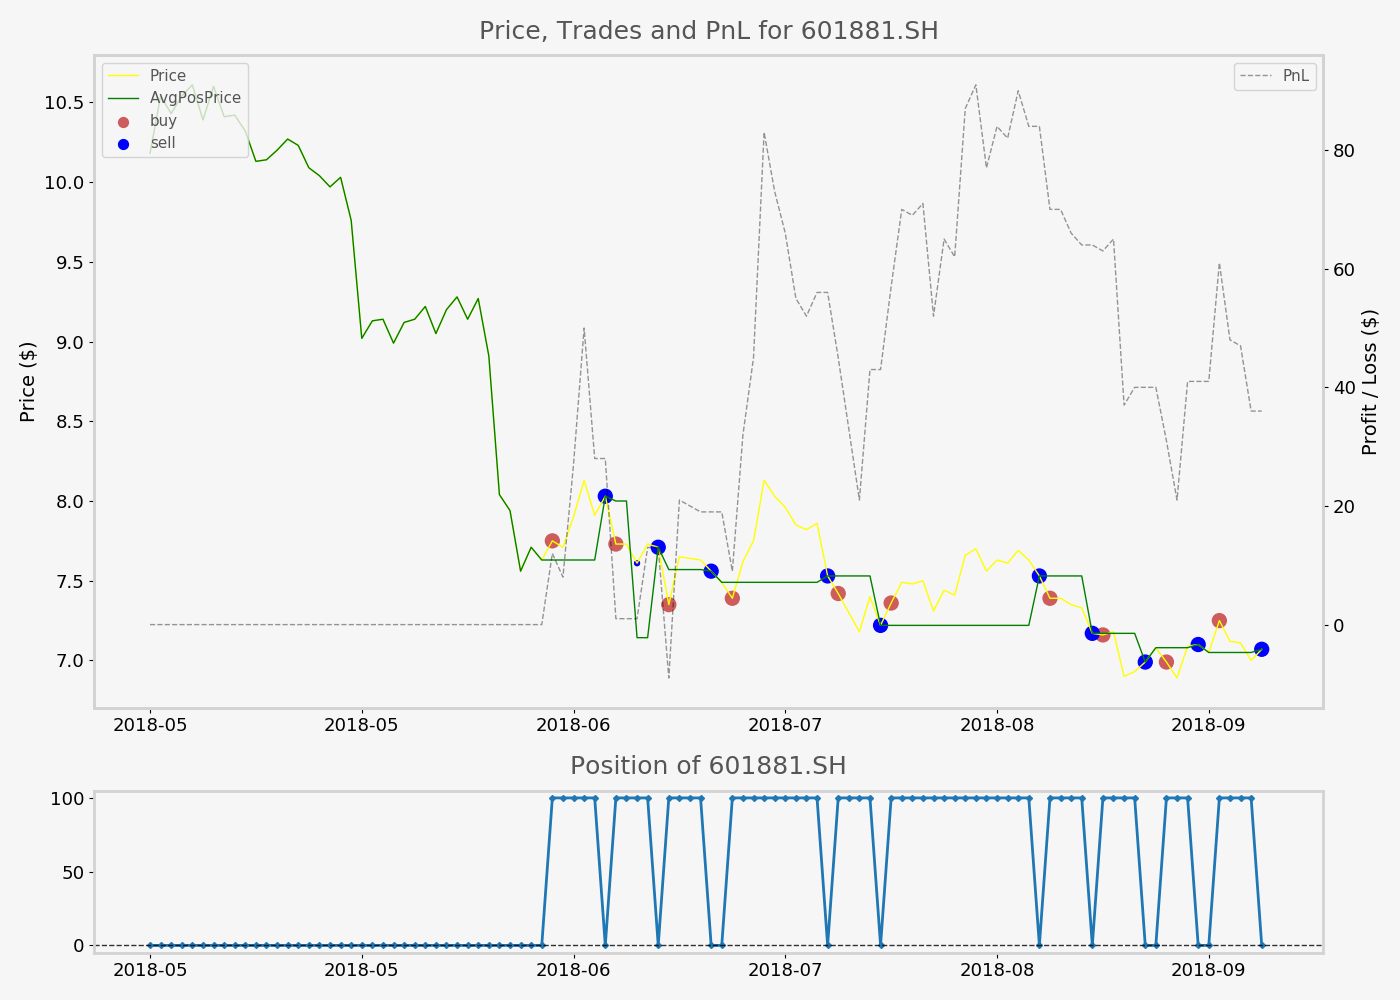 Price, Trades and PnL for 601881.SH
Price
AvgPosPrice
buy
sell
PnL
10.5
10.0
9.5
9.0
8.5
8.0
7.5
7.0
Price ($)
80
60
40
20
0
Profit / Loss ($)
2018-05 2018-05 2018-06 2018-07 2018-08 2018-09
Position of 601881.SH
100
50
0
2018-05 2018-05 2018-06 2018-07 2018-08 2018-09